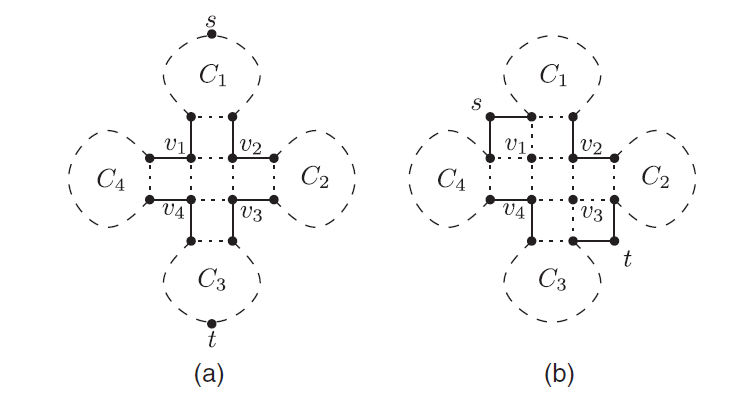 s
C₁
v₁ v₂
C₄ C₂
v₄ v₃
C₃
t
(a)
C₁
s
v₁ v₂
C₄ C₂
v₄ v₃
C₃ t
(b)